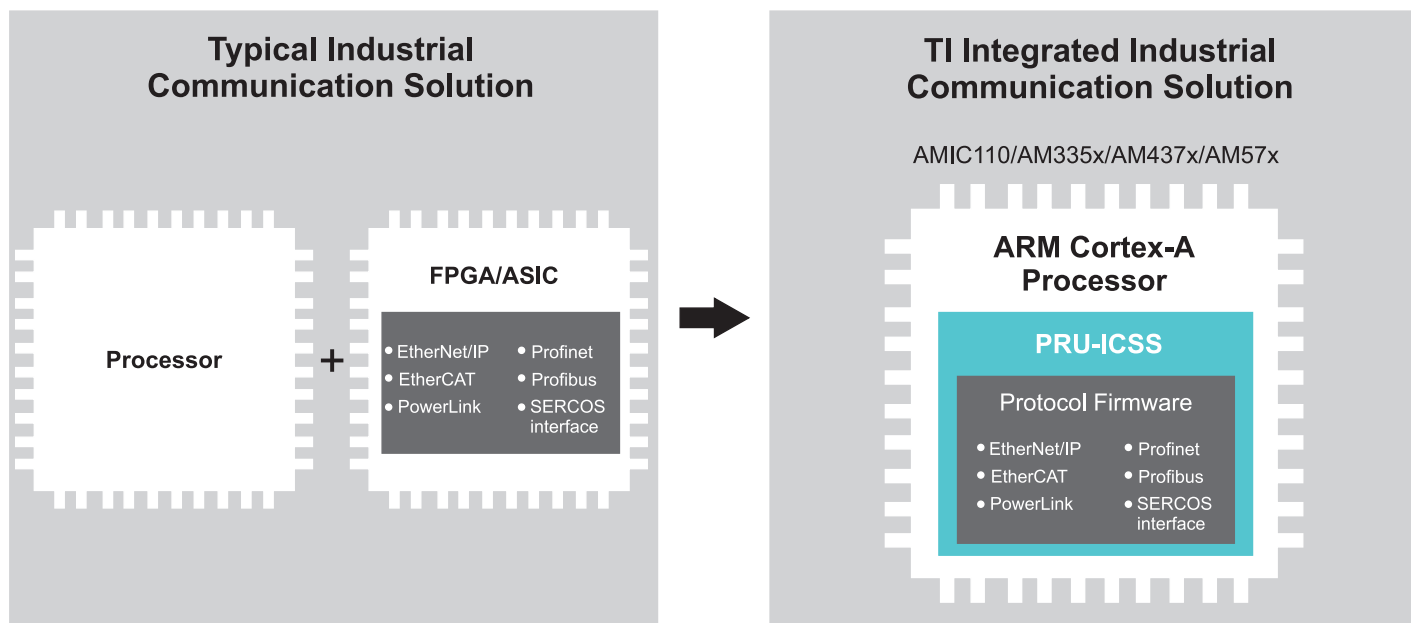 Typical Industrial
Communication Solution
Processor
+
FPGA/ASIC
• EtherNet/IP
• EtherCAT
• PowerLink
• Profinet
• Profibus
• SERCOS
interface
TI Integrated Industrial
Communication Solution
AMIC110/AM335x/AM437x/AM57x
ARM Cortex-A
Processor
PRU-ICSS
Protocol Firmware
• EtherNet/IP
• EtherCAT
• PowerLink
• Profinet
• Profibus
• SERCOS
interface